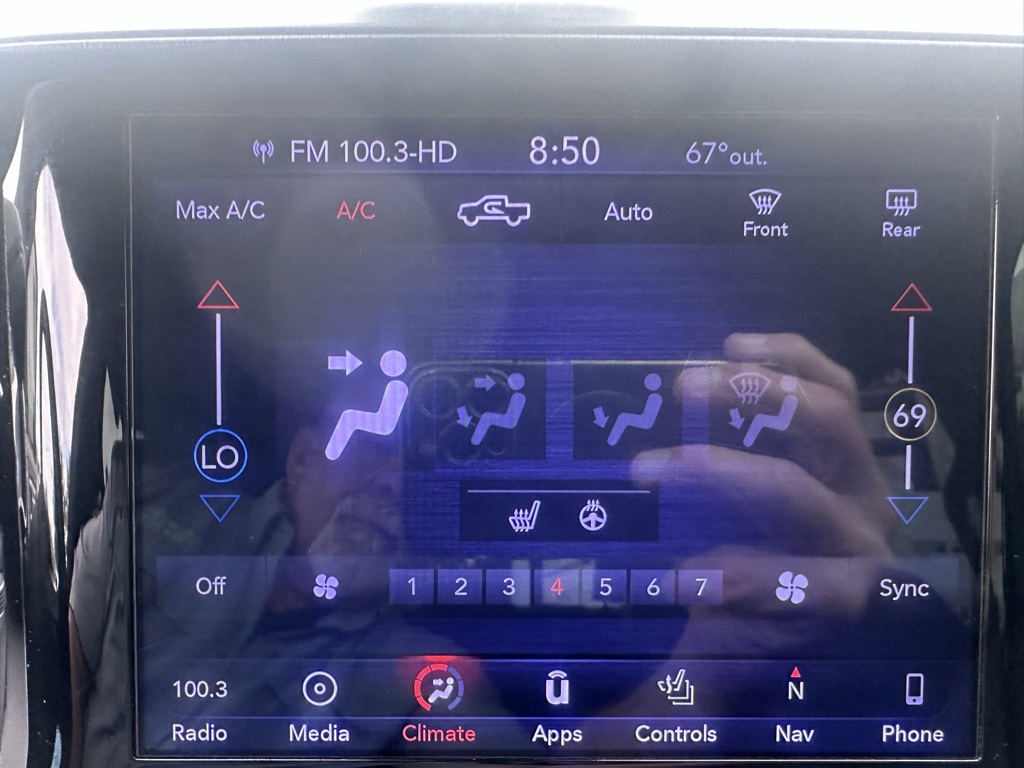 FM 100.3-HD 8:50 67°out.
Max A/C A/C Auto Front Rear
LO 69
Off 1 2 3 4 5 6 7 Sync
100.3 N
Radio Media Climate Apps Controls Nav Phone